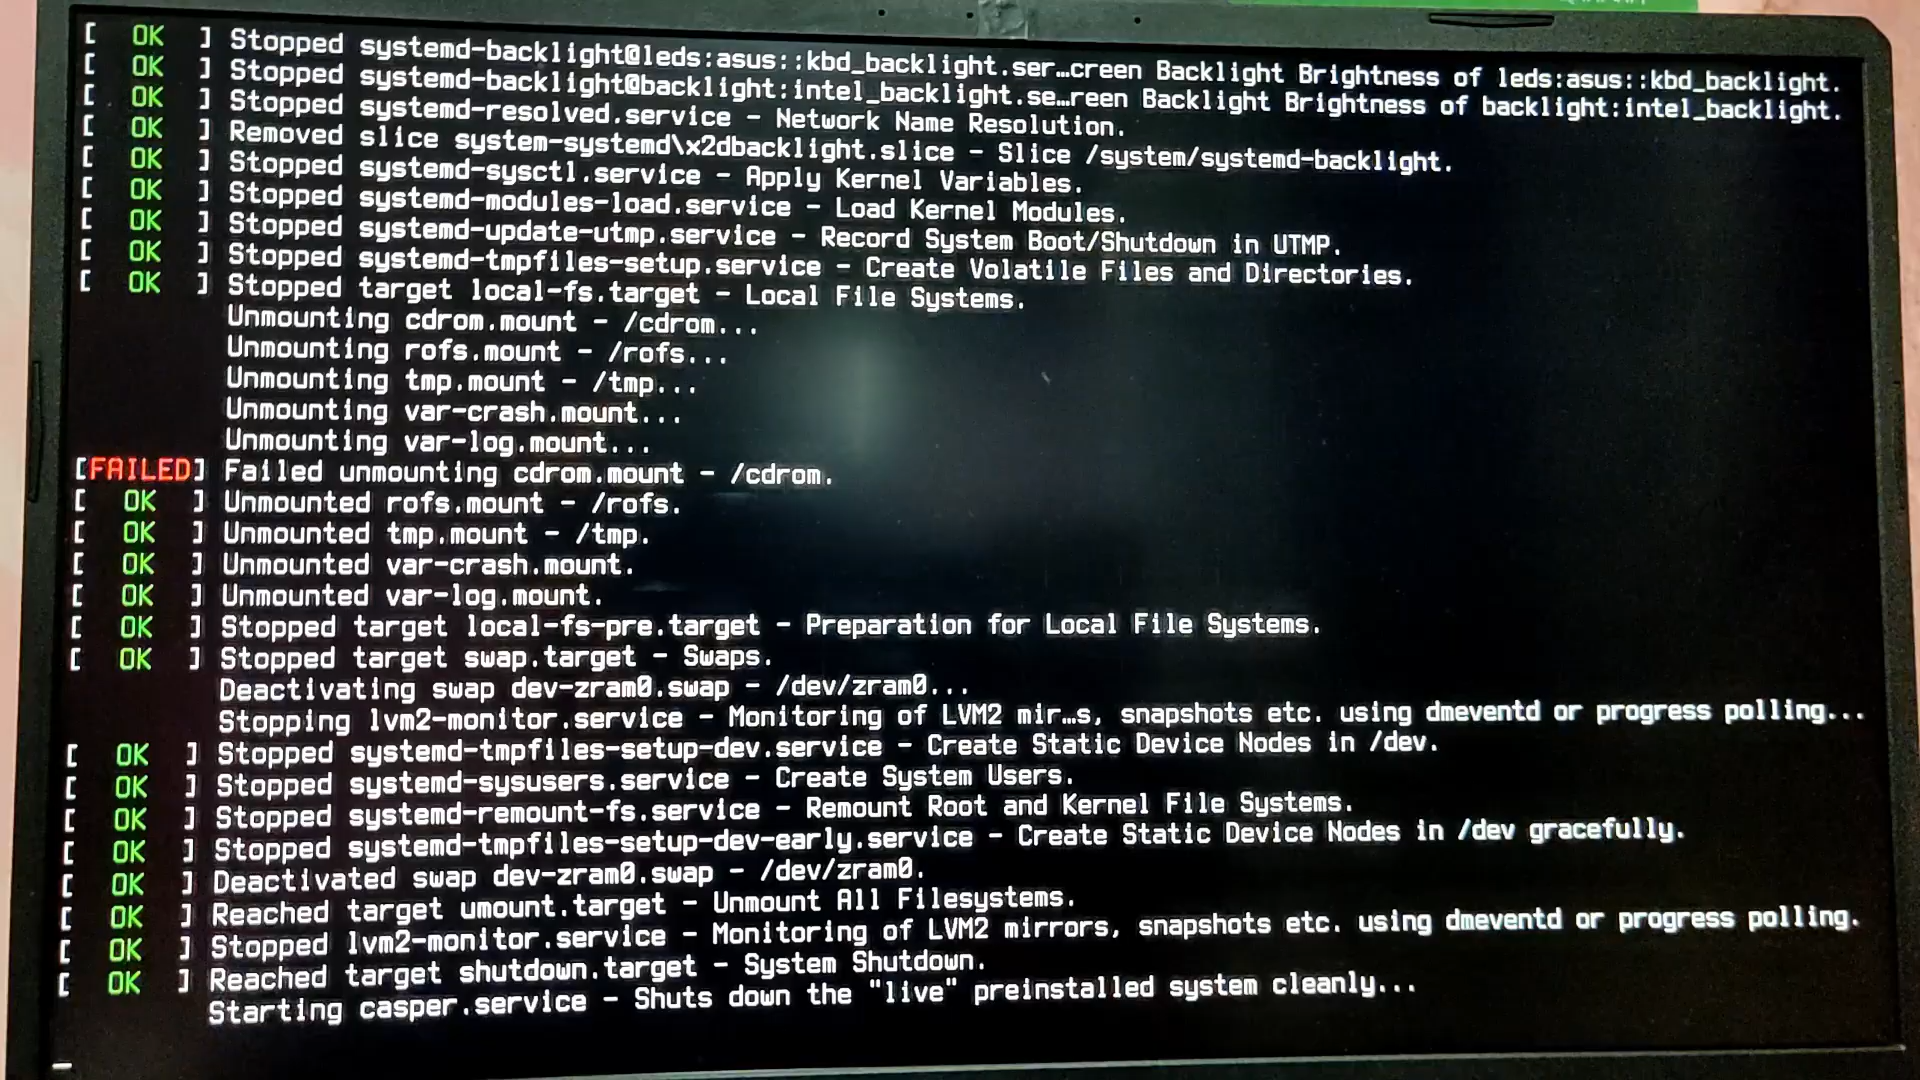 [ OK ] Stopped systemd-backlight@leds:asus::kbd_backlight.ser…creen Backlight Brightness of leds:asus::kbd_backlight.
[ OK ] Stopped systemd-backlight@backlight:intel_backlight.se…reen Backlight Brightness of backlight:intel_backlight.
[ OK ] Stopped systemd-resolved.service - Network Name Resolution.
[ OK ] Removed slice system-systemd\x2dbacklight.slice - Slice /system/systemd-backlight.
[ OK ] Stopped systemd-sysctl.service - Apply Kernel Variables.
[ OK ] Stopped systemd-modules-load.service - Load Kernel Modules.
[ OK ] Stopped systemd-update-utmp.service - Record System Boot/Shutdown in UTMP.
[ OK ] Stopped systemd-tmpfiles-setup.service - Create Volatile Files and Directories.
[ OK ] Stopped target local-fs.target - Local File Systems.
Unmounting cdrom.mount - /cdrom...
Unmounting rofs.mount - /rofs...
Unmounting tmp.mount - /tmp...
Unmounting var-crash.mount...
Unmounting var-log.mount...
[FAILED] Failed unmounting cdrom.mount - /cdrom.
[ OK ] Unmounted rofs.mount - /rofs.
[ OK ] Unmounted tmp.mount - /tmp.
[ OK ] Unmounted var-crash.mount.
[ OK ] Unmounted var-log.mount.
[ OK ] Stopped target local-fs-pre.target - Preparation for Local File Systems.
[ OK ] Stopped target swap.target - Swaps.
Deactivating swap dev-zram0.swap - /dev/zram0...
Stopping lvm2-monitor.service - Monitoring of LVM2 mir…s, snapshots etc. using dmeventd or progress polling...
[ OK ] Stopped systemd-tmpfiles-setup-dev.service - Create Static Device Nodes in /dev.
[ OK ] Stopped systemd-sysusers.service - Create System Users.
[ OK ] Stopped systemd-remount-fs.service - Remount Root and Kernel File Systems.
[ OK ] Stopped systemd-tmpfiles-setup-dev-early.service - Create Static Device Nodes in /dev gracefully.
[ OK ] Deactivated swap dev-zram0.swap - /dev/zram0.
[ OK ] Reached target umount.target - Unmount All Filesystems.
[ OK ] Stopped lvm2-monitor.service - Monitoring of LVM2 mirrors, snapshots etc. using dmeventd or progress polling.
[ OK ] Reached target shutdown.target - System Shutdown.
Starting casper.service - Shuts down the "live" preinstalled system cleanly...